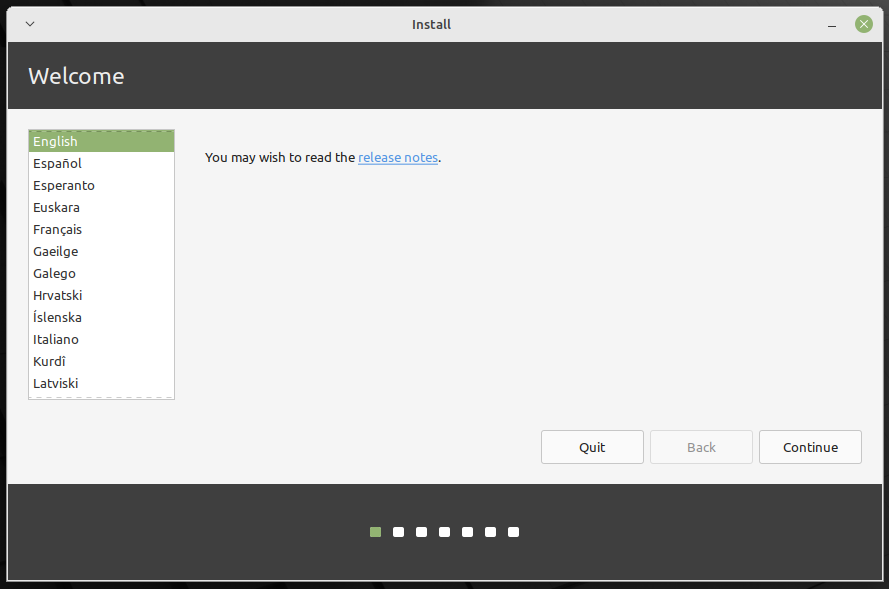 Install
Welcome
English
Español
Esperanto
Euskara
Français
Gaeilge
Galego
Hrvatski
Íslenska
Italiano
Kurdî
Latviski
You may wish to read the release notes.
Quit
Back
Continue